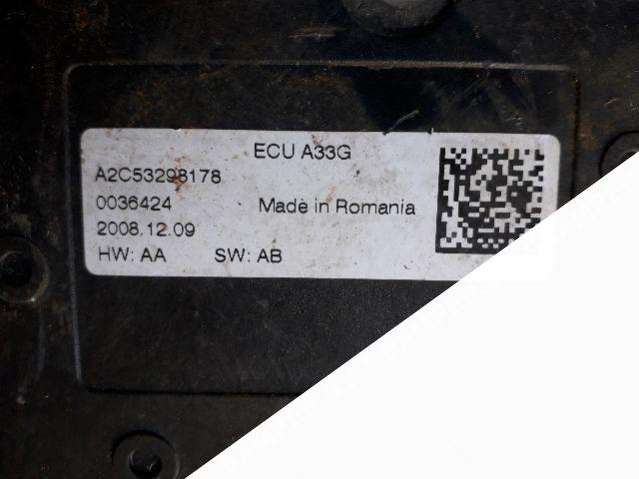 ECU A33G
A2C53298178
0036424 Made in Romania
2008.12.09
HW: AA SW: AB